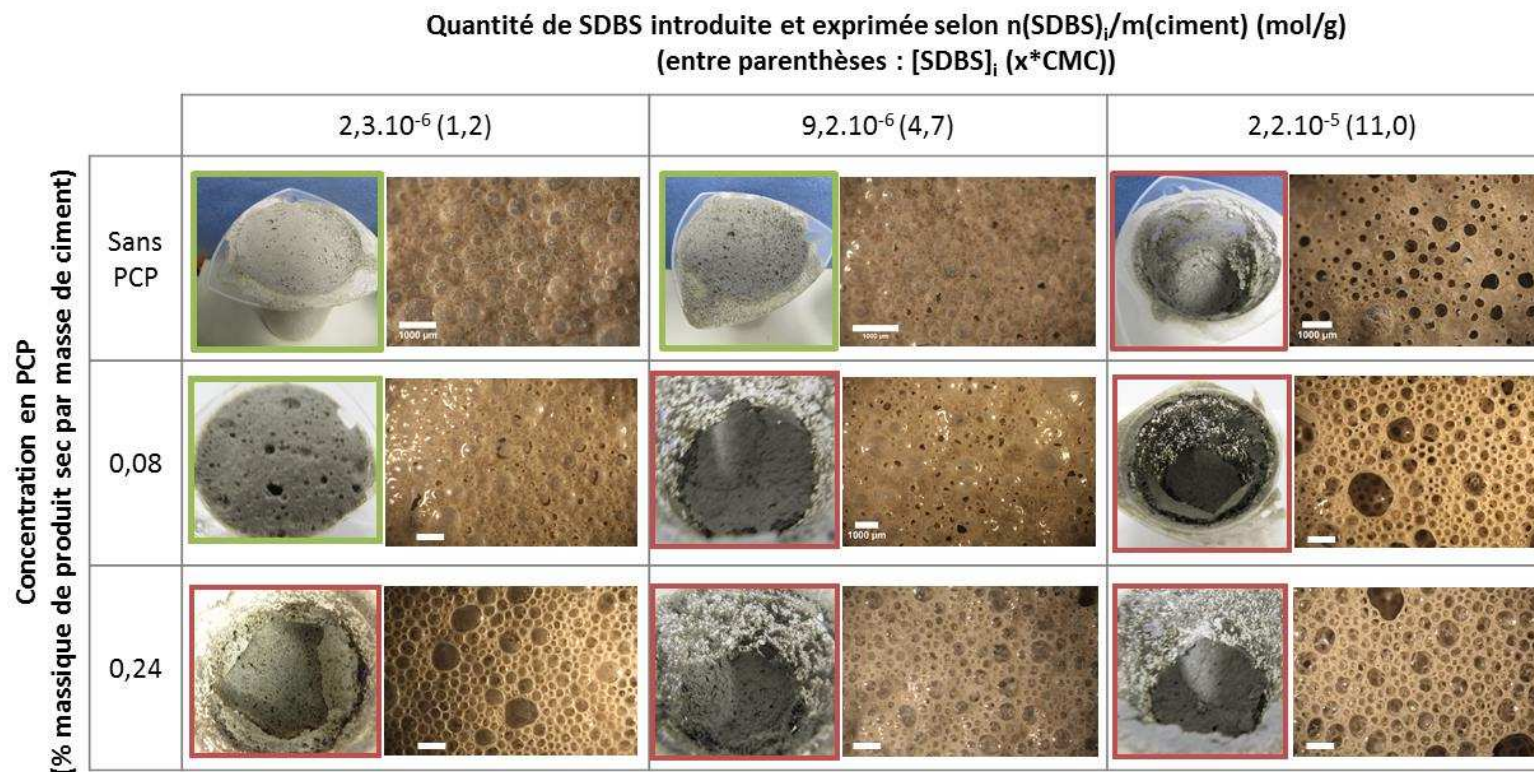 Quantité de SDBS introduite et exprimée selon n(SDBS)i/m(ciment) (mol/g)
(entre parenthèses : [SDBS]i (x*CMC))
2,3.10-6 (1,2)
9,2.10-6 (4,7)
2,2.10-5 (11,0)
Concentration en PCP
[% massique de produit sec par masse de ciment)
Sans
PCP
1000 µm
1000 µm
1000 µm
0,08
1000 µm
0,24